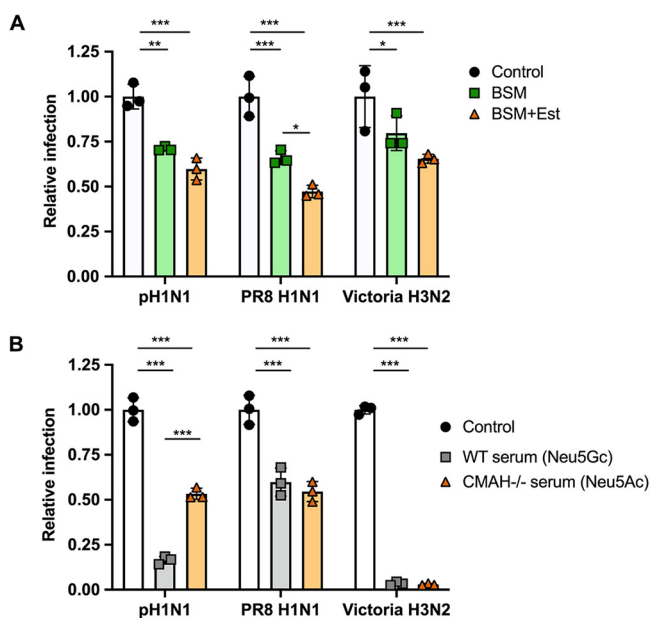 A
*** *** ***
** *** *
*
1.25
1.00
0.75
0.50
0.25
0.00
Relative infection
pH1N1 PR8 H1N1 Victoria H3N2
Control
BSM
BSM+Est
B
*** *** ***
*** *** ***
***
1.25
1.00
0.75
0.50
0.25
0.00
Relative infection
pH1N1 PR8 H1N1 Victoria H3N2
Control
WT serum (Neu5Gc)
CMAH-/- serum (Neu5Ac)